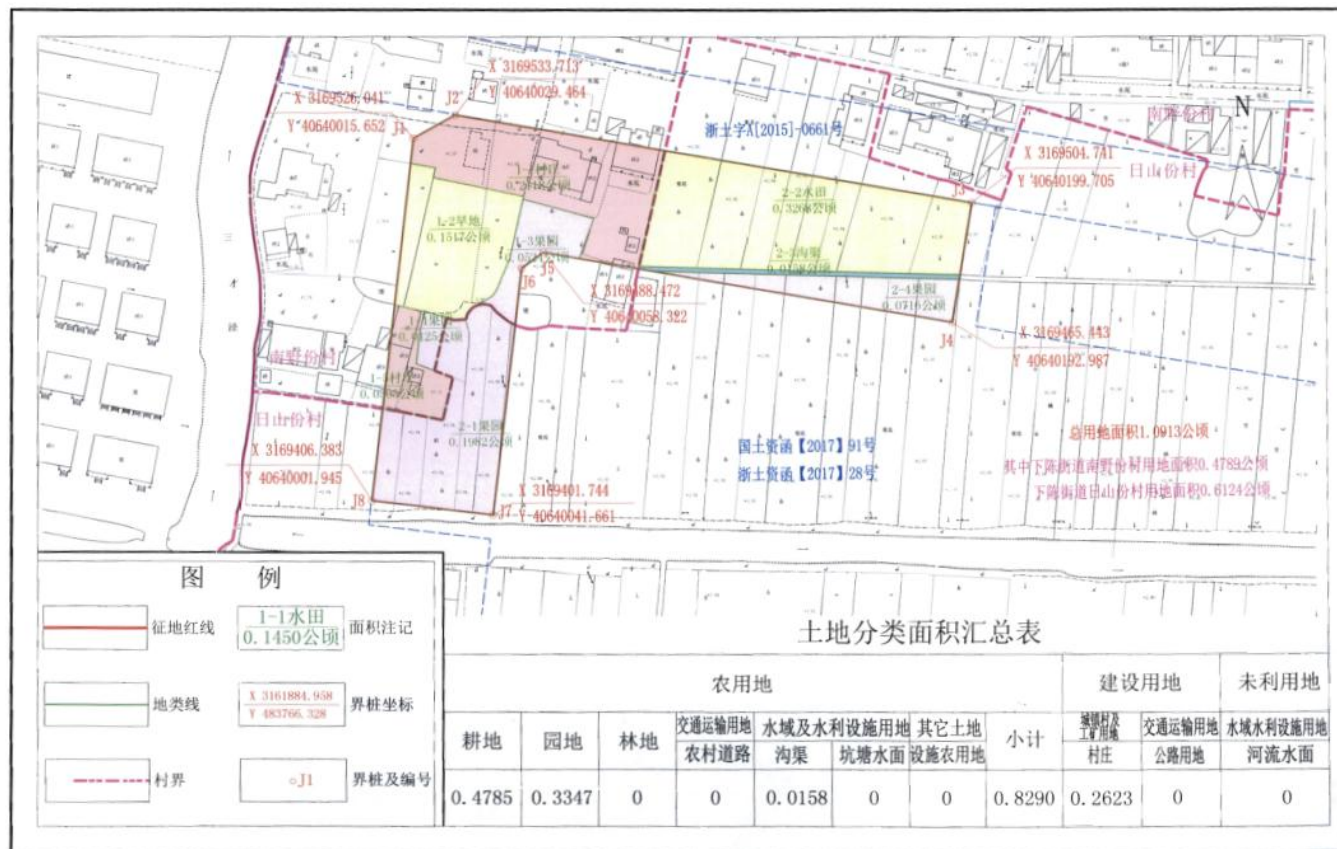 X 3169533.713
Y 40640029.464
X 3169526.041
Y 40640015.652
J2
J1
浙土字A[2015]-0661号
南野份村
N
X 3169504.741
Y 40640199.705
日山份村
J3
2-2水田
1-2旱地
0.1517公顷
1-3果园
2-3沟渠
0.0158公顷
2-4果园
0.0716公顷
J5
J6
X 3169488.472
Y 40640058.322
J4
X 3169465.443
Y 40640192.987
南野份村
日山份村
2-1果园
0.1982公顷
X 3169406.383
Y 40640001.945
J8
J7
X 3169401.744
Y 40640041.661
国土资函【2017】91号
浙土资函【2017】28号
总用地面积1.0913公顷
其中下陈街道南野份村用地面积0.4789公顷
下陈街道日山份村用地面积0.6124公顷
图 例
征地红线
1-1水田
0.1450公顷
面积注记
地类线
X 3161884.958
Y 483766.328
界桩坐标
村界
○J1
界桩及编号
土地分类面积汇总表
农用地 建设用地 未利用地
耕地 园地 林地 交通运输用地 水域及水利设施用地 其它土地 小计 城镇村及工矿用地 交通运输用地 水域水利设施用地
农村道路 沟渠 坑塘水面 设施农用地 村庄 公路用地 河流水面
0.4785 0.3347 0 0 0.0158 0 0 0.8290 0.2623 0 0